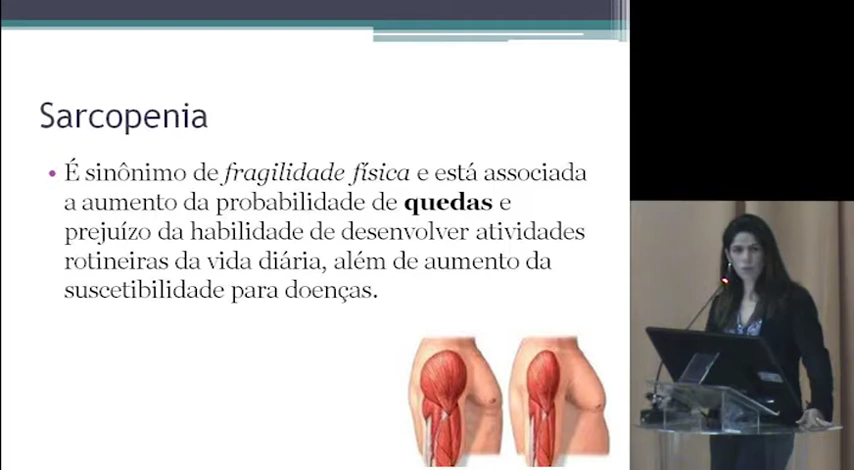 Sarcopenia
• É sinônimo de fragilidade física e está associada
a aumento da probabilidade de quedas e
prejuízo da habilidade de desenvolver atividades
rotineiras da vida diária, além de aumento da
suscetibilidade para doenças.